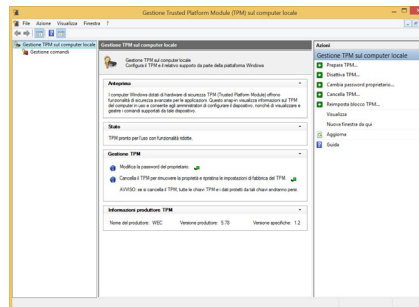 Gestione Trusted Platform Module (TPM) sul computer locale
File Azione Visualizza Finestra ?
Gestione TPM sul computer locale
Gestione comandi
Gestione TPM sul computer locale
Gestione TPM sul computer locale
Configura il TPM e il relativo supporto da parte della piattaforma Windows
Anteprima
I computer Windows dotati di hardware di sicurezza TPM (Trusted Platform Module) offrono
funzionalità di sicurezza avanzate per le applicazioni. Questo snap-in visualizza informazioni sul TPM
del computer in uso e consente agli amministratori di configurare il dispositivo, nonché di visualizzare e
gestire i comandi supportati da tale dispositivo.
Stato
TPM pronto per l'uso con funzionalità ridotte.
Gestione TPM
Modifica la password del proprietario.
Cancella il TPM per rimuovere la proprietà e ripristina le impostazioni di fabbrica del TPM.
AVVISO: se si cancella il TPM, tutte le chiavi TPM e i dati protetti da tali chiavi andranno persi.
Informazioni produttore TPM
Nome del produttore: WEC Versione produttore: 5.78 Versione specifiche: 1.2
Azioni
Gestione TPM sul computer locale
Prepara TPM...
Disattiva TPM...
Cambia password proprietario...
Cancella TPM...
Reimposta blocco TPM...
Visualizza
Nuova finestra da qui
Aggiorna
Guida